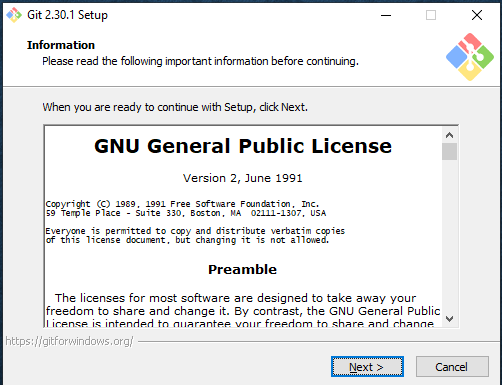 Git 2.30.1 Setup
Information
Please read the following important information before continuing.
When you are ready to continue with Setup, click Next.
GNU General Public License
Version 2, June 1991
Copyright (C) 1989, 1991 Free Software Foundation, Inc.
59 Temple Place - Suite 330, Boston, MA  02111-1307, USA
Everyone is permitted to copy and distribute verbatim copies
of this license document, but changing it is not allowed.
Preamble
The licenses for most software are designed to take away your
freedom to share and change it. By contrast, the GNU General Public
License is intended to guarantee your freedom to share and change
https://gitforwindows.org/
Next >
Cancel